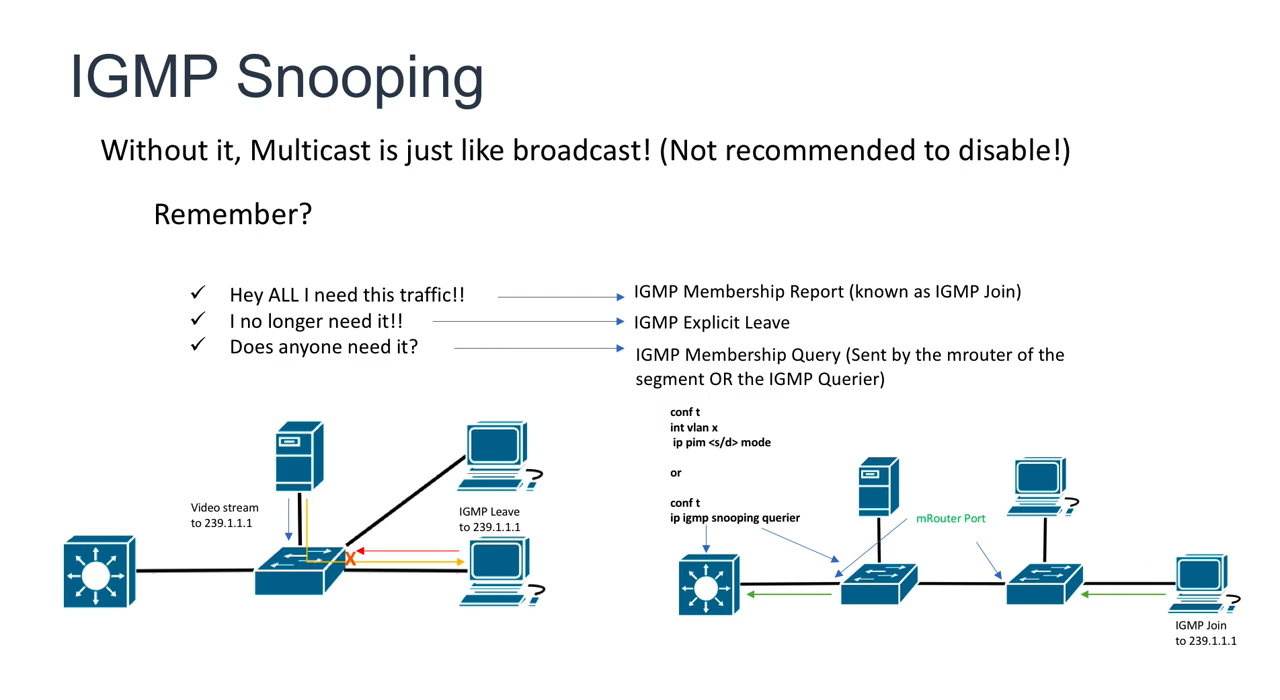 IGMP Snooping
Without it, Multicast is just like broadcast! (Not recommended to disable!)
Remember?
✓ Hey ALL I need this traffic!!
IGMP Membership Report (known as IGMP Join)
✓ I no longer need it!!
IGMP Explicit Leave
✓ Does anyone need it?
IGMP Membership Query (Sent by the mrouter of the
segment OR the IGMP Querier)
Video stream
to 239.1.1.1
IGMP Leave
to 239.1.1.1
X
conf t
int vlan x
ip pim <s/d> mode
or
conf t
ip igmp snooping querier
mRouter Port
IGMP Join
to 239.1.1.1